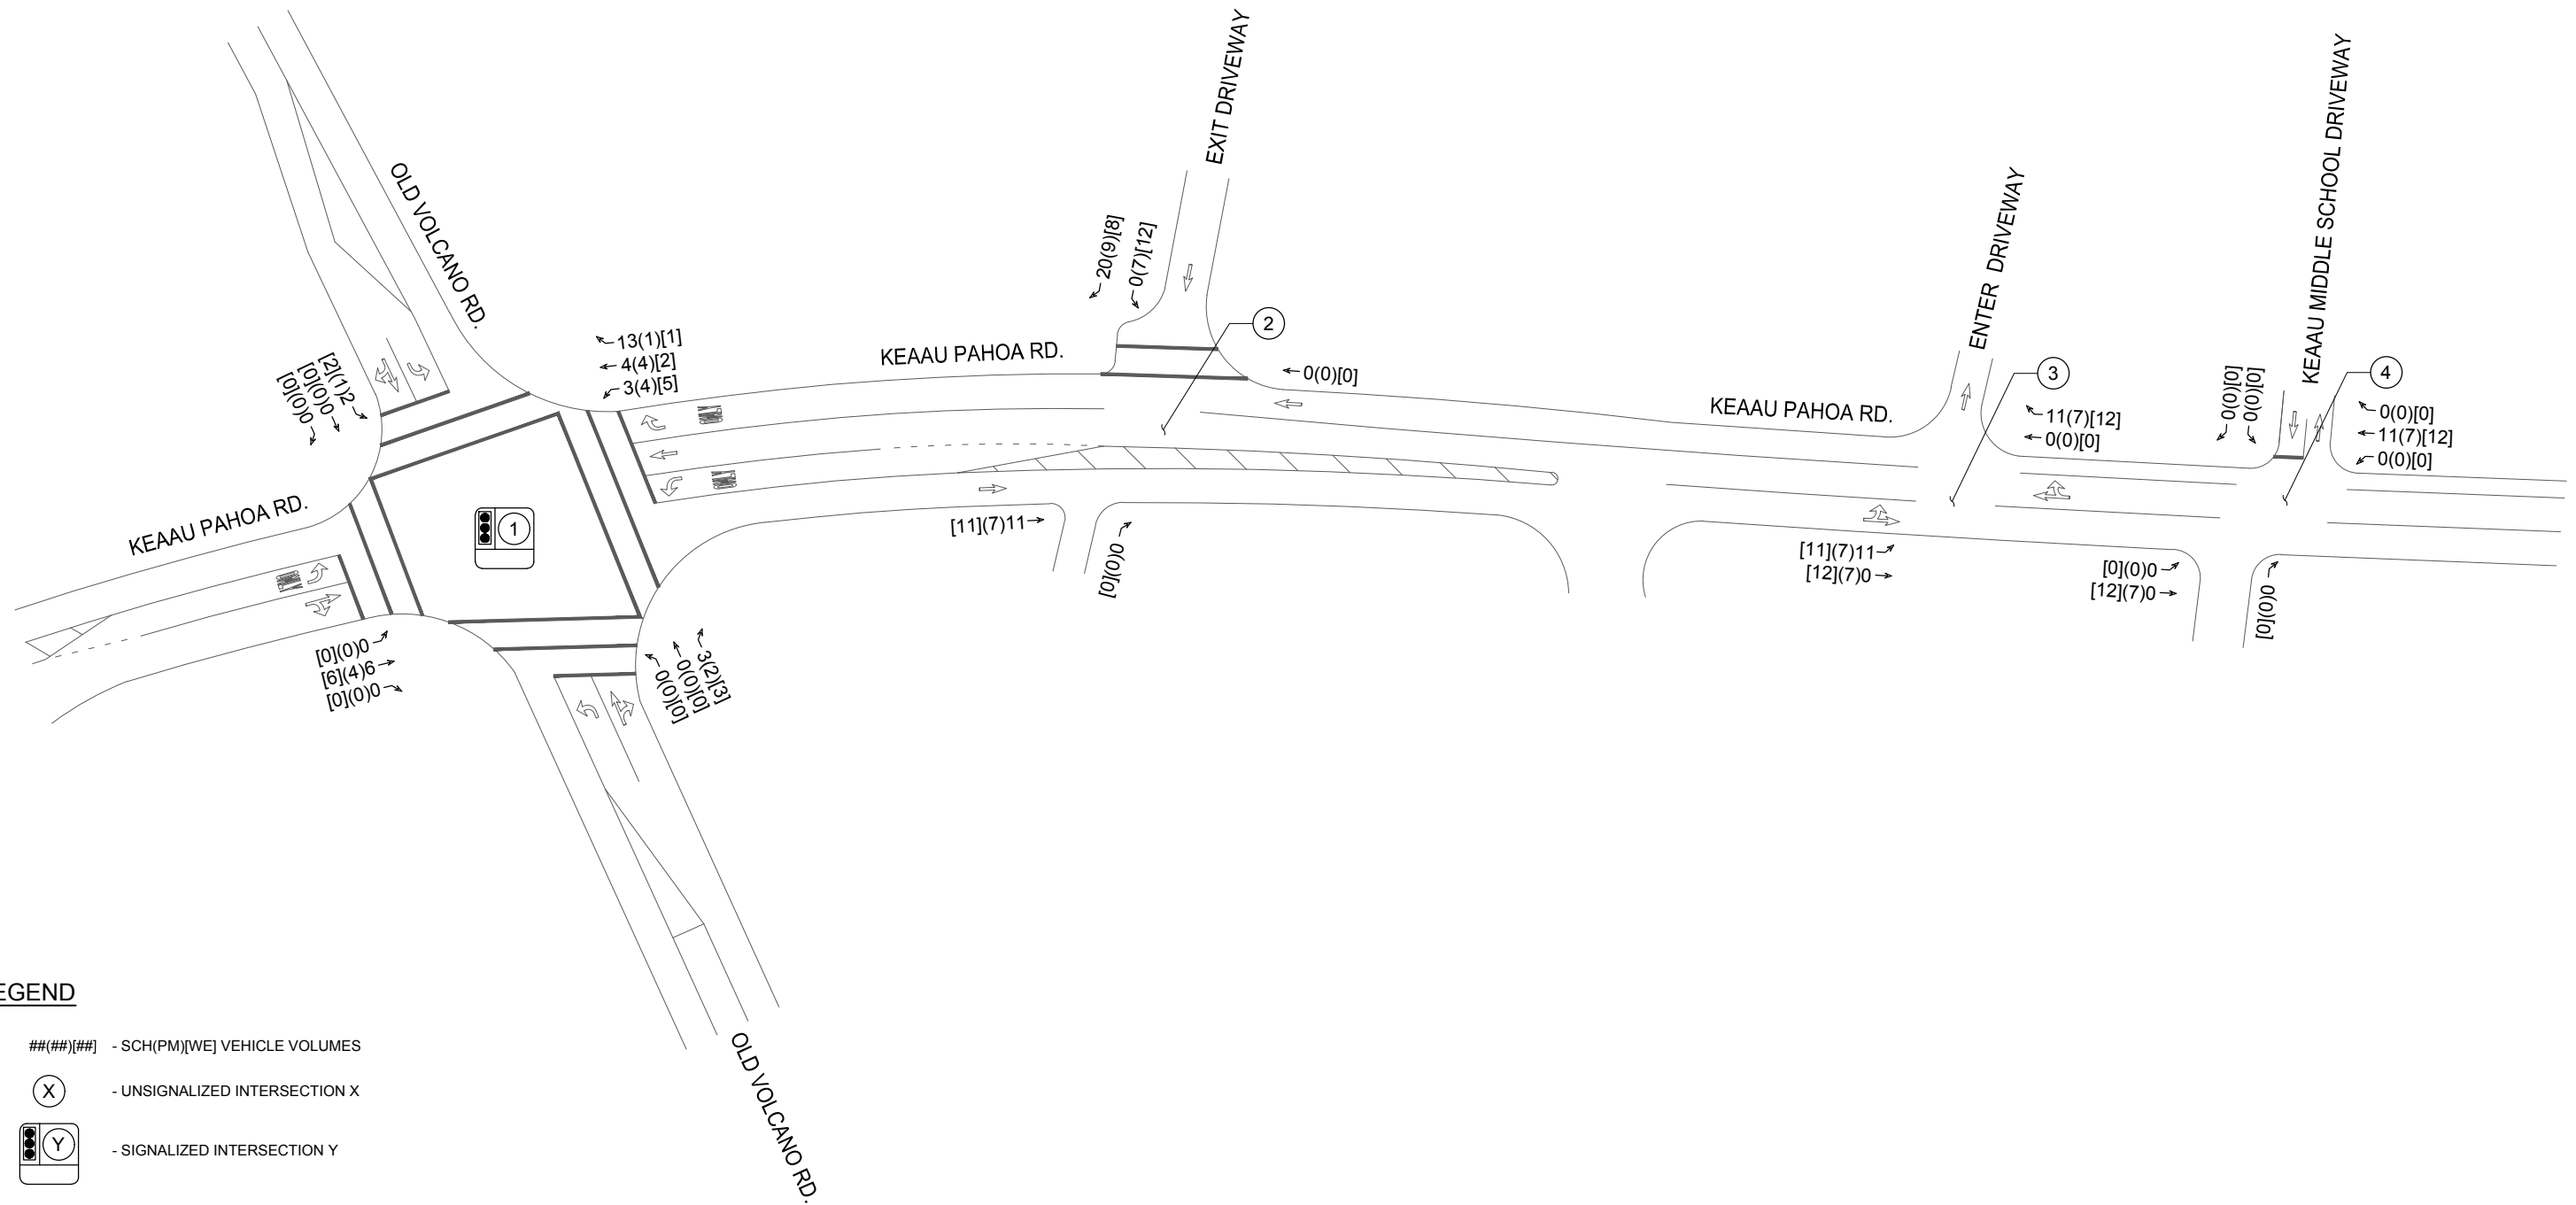 OLD VOLCANO RD.
EXIT DRIVEWAY
ENTER DRIVEWAY
KEAAU MIDDLE SCHOOL DRIVEWAY
20(9)[8]
0(7)[12]
2
[2](1)2
[0](0)0
[0](0)0
13(1)[1]
4(4)[2]
3(4)[5]
KEAAU PAHOA RD.
0(0)[0]
KEAAU PAHOA RD.
3
11(7)[12]
0(0)[0]
0(0)[0]
0(0)[0]
4
0(0)[0]
11(7)[12]
0(0)[0]
KEAAU PAHOA RD.
1
[11](7)11
[0](0)0
[11](7)11
[12](7)0
[0](0)0
[12](7)0
[0](0)0
[0](0)0
[6](4)6
[0](0)0
3(2)[3]
0(0)[0]
0(0)[0]
OLD VOLCANO RD.
EGEND
##(##)[##] - SCH(PM)[WE] VEHICLE VOLUMES
X - UNSIGNALIZED INTERSECTION X
Y - SIGNALIZED INTERSECTION Y